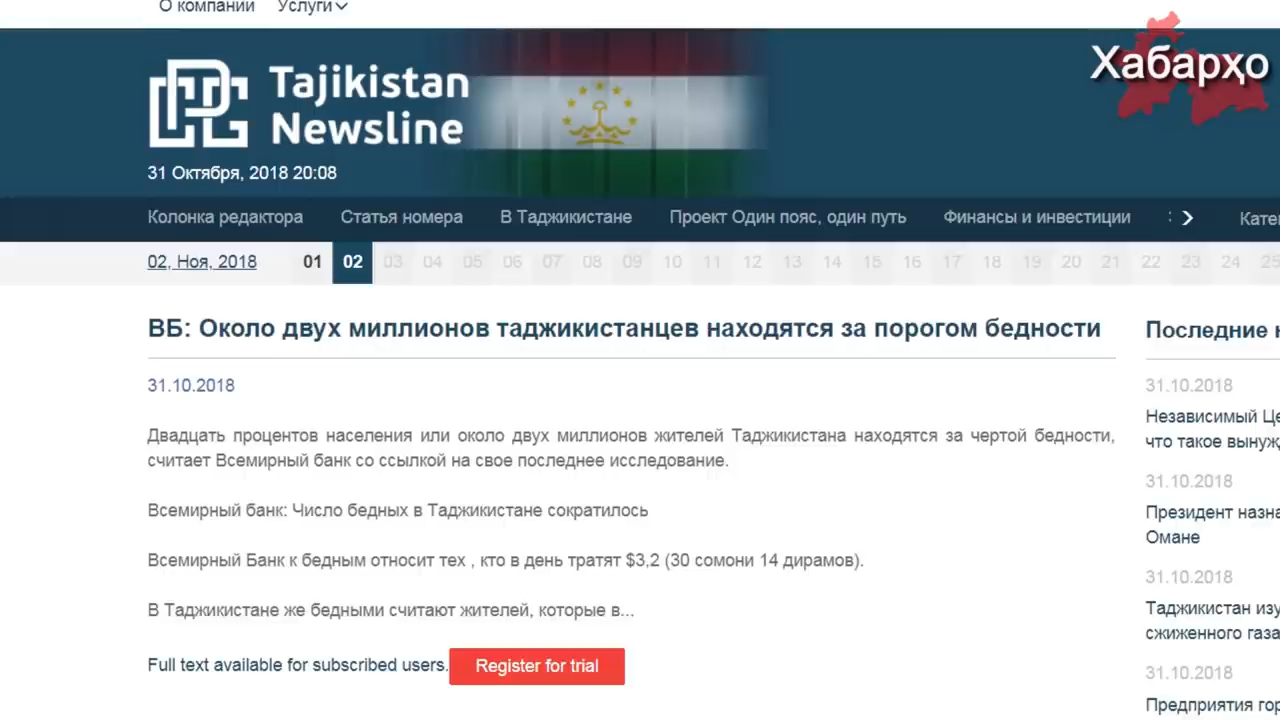 О компании Услуги
Хабарҳо
Tajikistan
Newsline
31 Октября, 2018 20:08
Колонка редактора Статья номера В Таджикистане Проект Один пояс, один путь Финансы и инвестиции
02, Ноя, 2018 01 02 03 04 05 06 07 08 09 10 11 12 13 14 15 16 17 18 19 20 21 22 23 24 25
ВБ: Около двух миллионов таджикистанцев находятся за порогом бедности
31.10.2018
Двадцать процентов населения или около двух миллионов жителей Таджикистана находятся за чертой бедности,
считает Всемирный банк со ссылкой на свое последнее исследование.
Всемирный банк: Число бедных в Таджикистане сократилось
Всемирный Банк к бедным относит тех , кто в день тратят $3,2 (30 сомони 14 дирамов).
В Таджикистане же бедными считают жителей, которые в...
Full text available for subscribed users. Register for trial
Последние
31.10.2018
Независимый
что такое
31.10.2018
Президент
Омане
31.10.2018
Таджикистан
сжиженного газа
31.10.2018
Предприятия